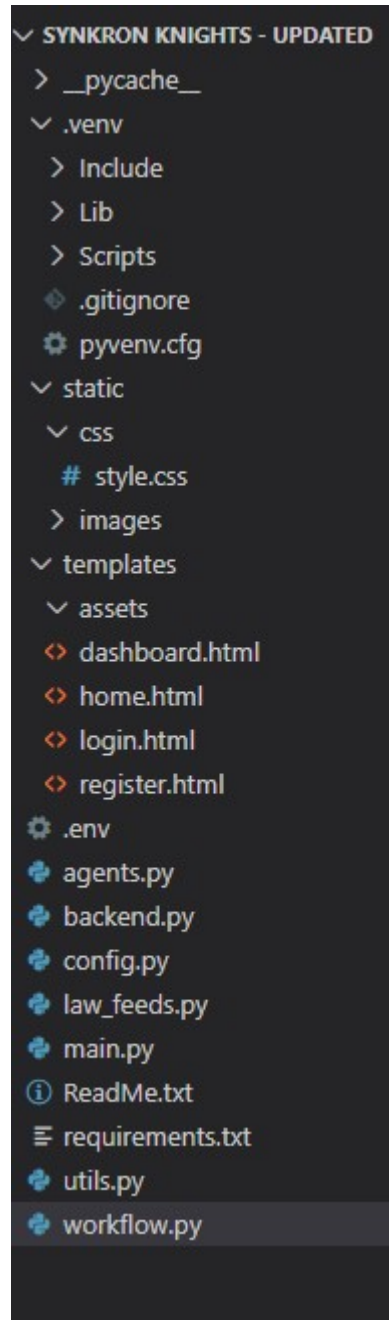 SYNKRON KNIGHTS - UPDATED
__pycache__
.venv
Include
Lib
Scripts
.gitignore
pyvenv.cfg
static
css
# style.css
images
templates
assets
<> dashboard.html
<> home.html
<> login.html
<> register.html
.env
agents.py
backend.py
config.py
law_feeds.py
main.py
ReadMe.txt
requirements.txt
utils.py
workflow.py